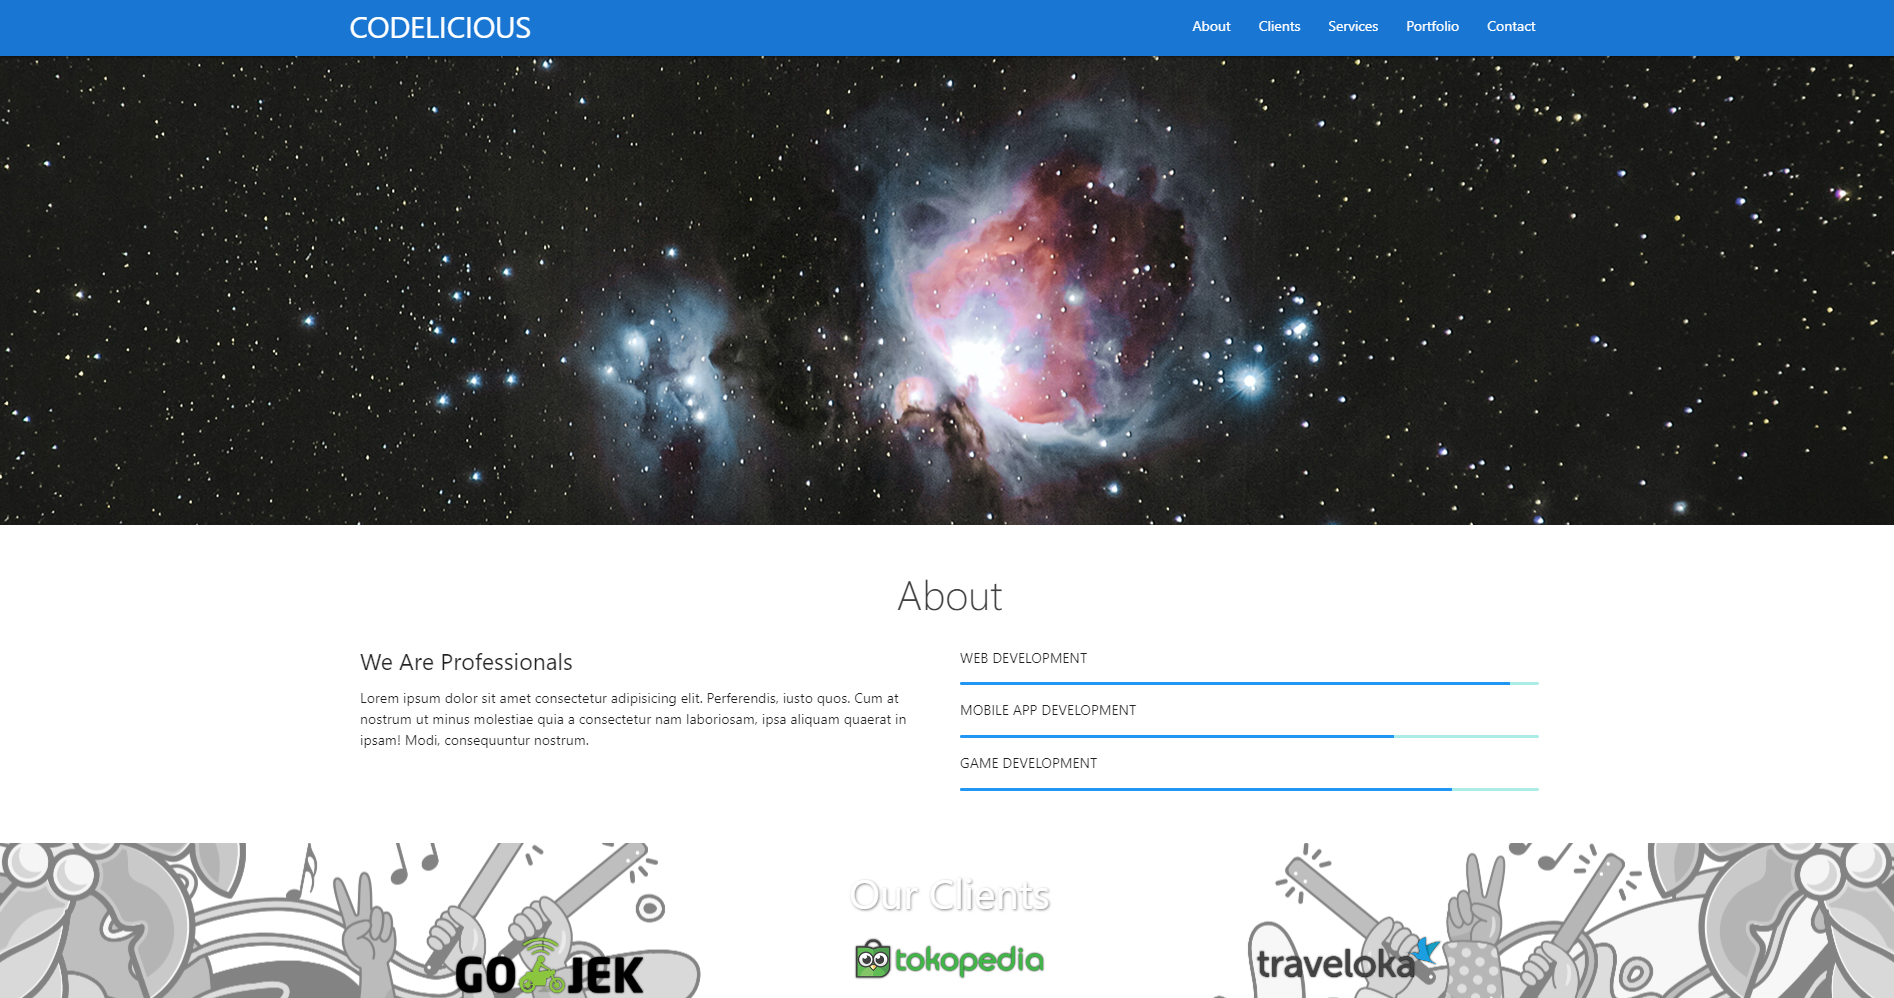 CODELICIOUS
About Clients Services Portfolio Contact
About
We Are Professionals
Lorem ipsum dolor sit amet consectetur adipisicing elit. Perferendis, iusto quos. Cum at
nostrum ut minus molestiae quia a consectetur nam laboriosam, ipsa aliquam quaerat in
ipsam! Modi, consequuntur nostrum.
WEB DEVELOPMENT
MOBILE APP DEVELOPMENT
GAME DEVELOPMENT
Our Clients
GO JEK
tokopedia
traveloka